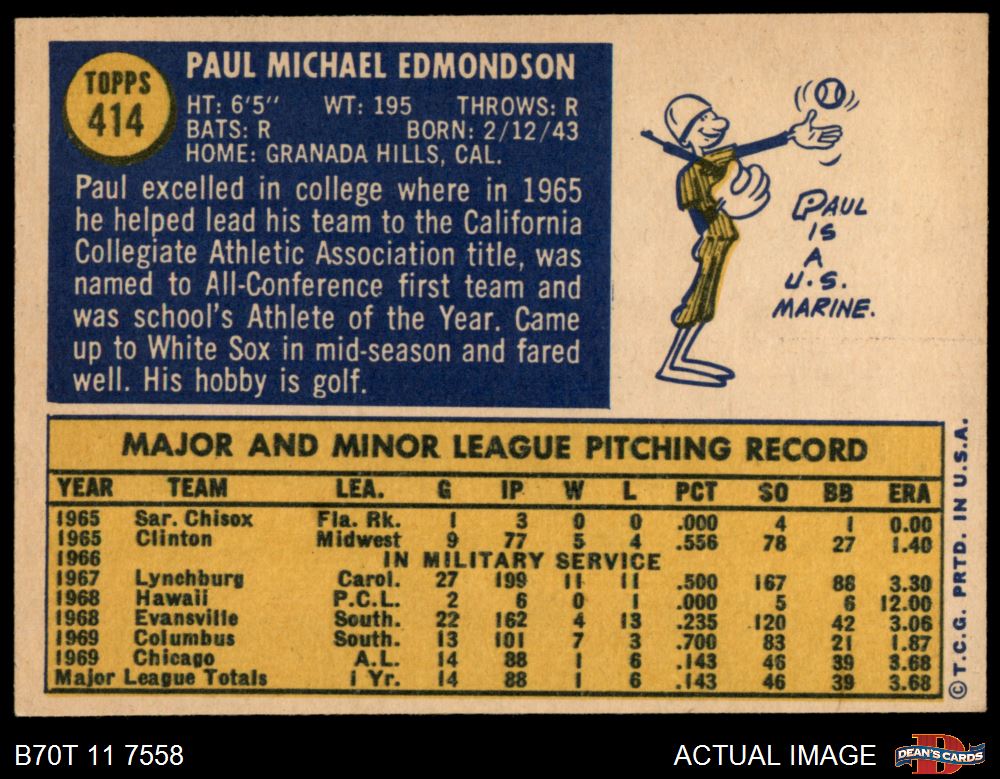 TOPPS
414
PAUL MICHAEL EDMONDSON
HT: 6'5" WT: 195 THROWS: R
BATS: R BORN: 2/12/43
HOME: GRANADA HILLS, CAL.
Paul excelled in college where in 1965
he helped lead his team to the California
Collegiate Athletic Association title, was
named to All-Conference first team and
was school's Athlete of the Year. Came
up to White Sox in mid-season and fared
well. His hobby is golf.
PAUL
IS
A
U.S.
MARINE.
MAJOR AND MINOR LEAGUE PITCHING RECORD
YEAR TEAM LEA. G IP W L PCT SO BB ERA
1965 Sar. Chisox Fla. Rk. 1 3 0 0 .000 4 1 0.00
1965 Clinton Midwest 9 77 5 4 .556 78 27 1.40
1966 IN MILITARY SERVICE
1967 Lynchburg Carol. 27 199 11 11 .500 167 86 3.30
1968 Hawaii P.C.L. 2 6 0 1 .000 5 6 12.00
1968 Evansville South. 22 162 4 13 .235 120 42 3.06
1969 Columbus South. 13 101 7 3 .700 83 21 1.87
1969 Chicago A.L. 14 88 1 6 .143 46 39 3.68
Major League Totals 1 Yr. 14 88 1 6 .143 46 39 3.68
© T.C.G. PRTD. IN U.S.A.
B70T 11 7558
ACTUAL IMAGE
DEAN'S CARDS